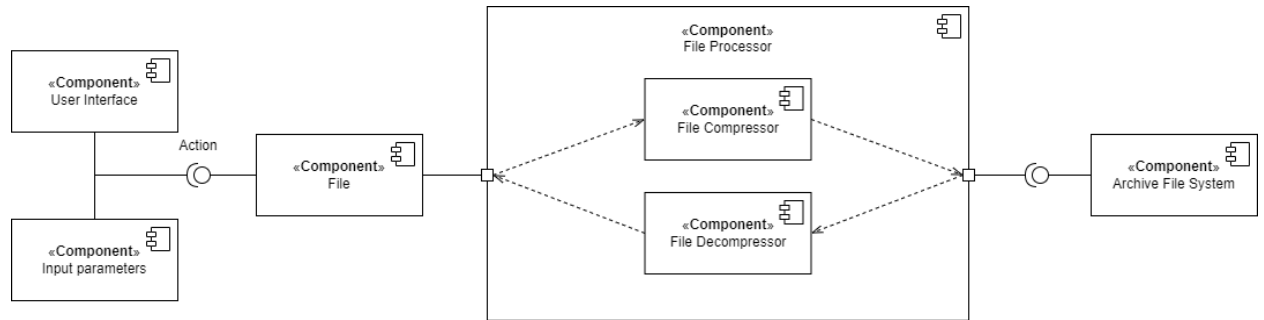 «Component»
User Interface
Action
«Component»
Input parameters
«Component»
File
«Component»
File Processor
«Component»
File Compressor
«Component»
File Decompressor
«Component»
Archive File System